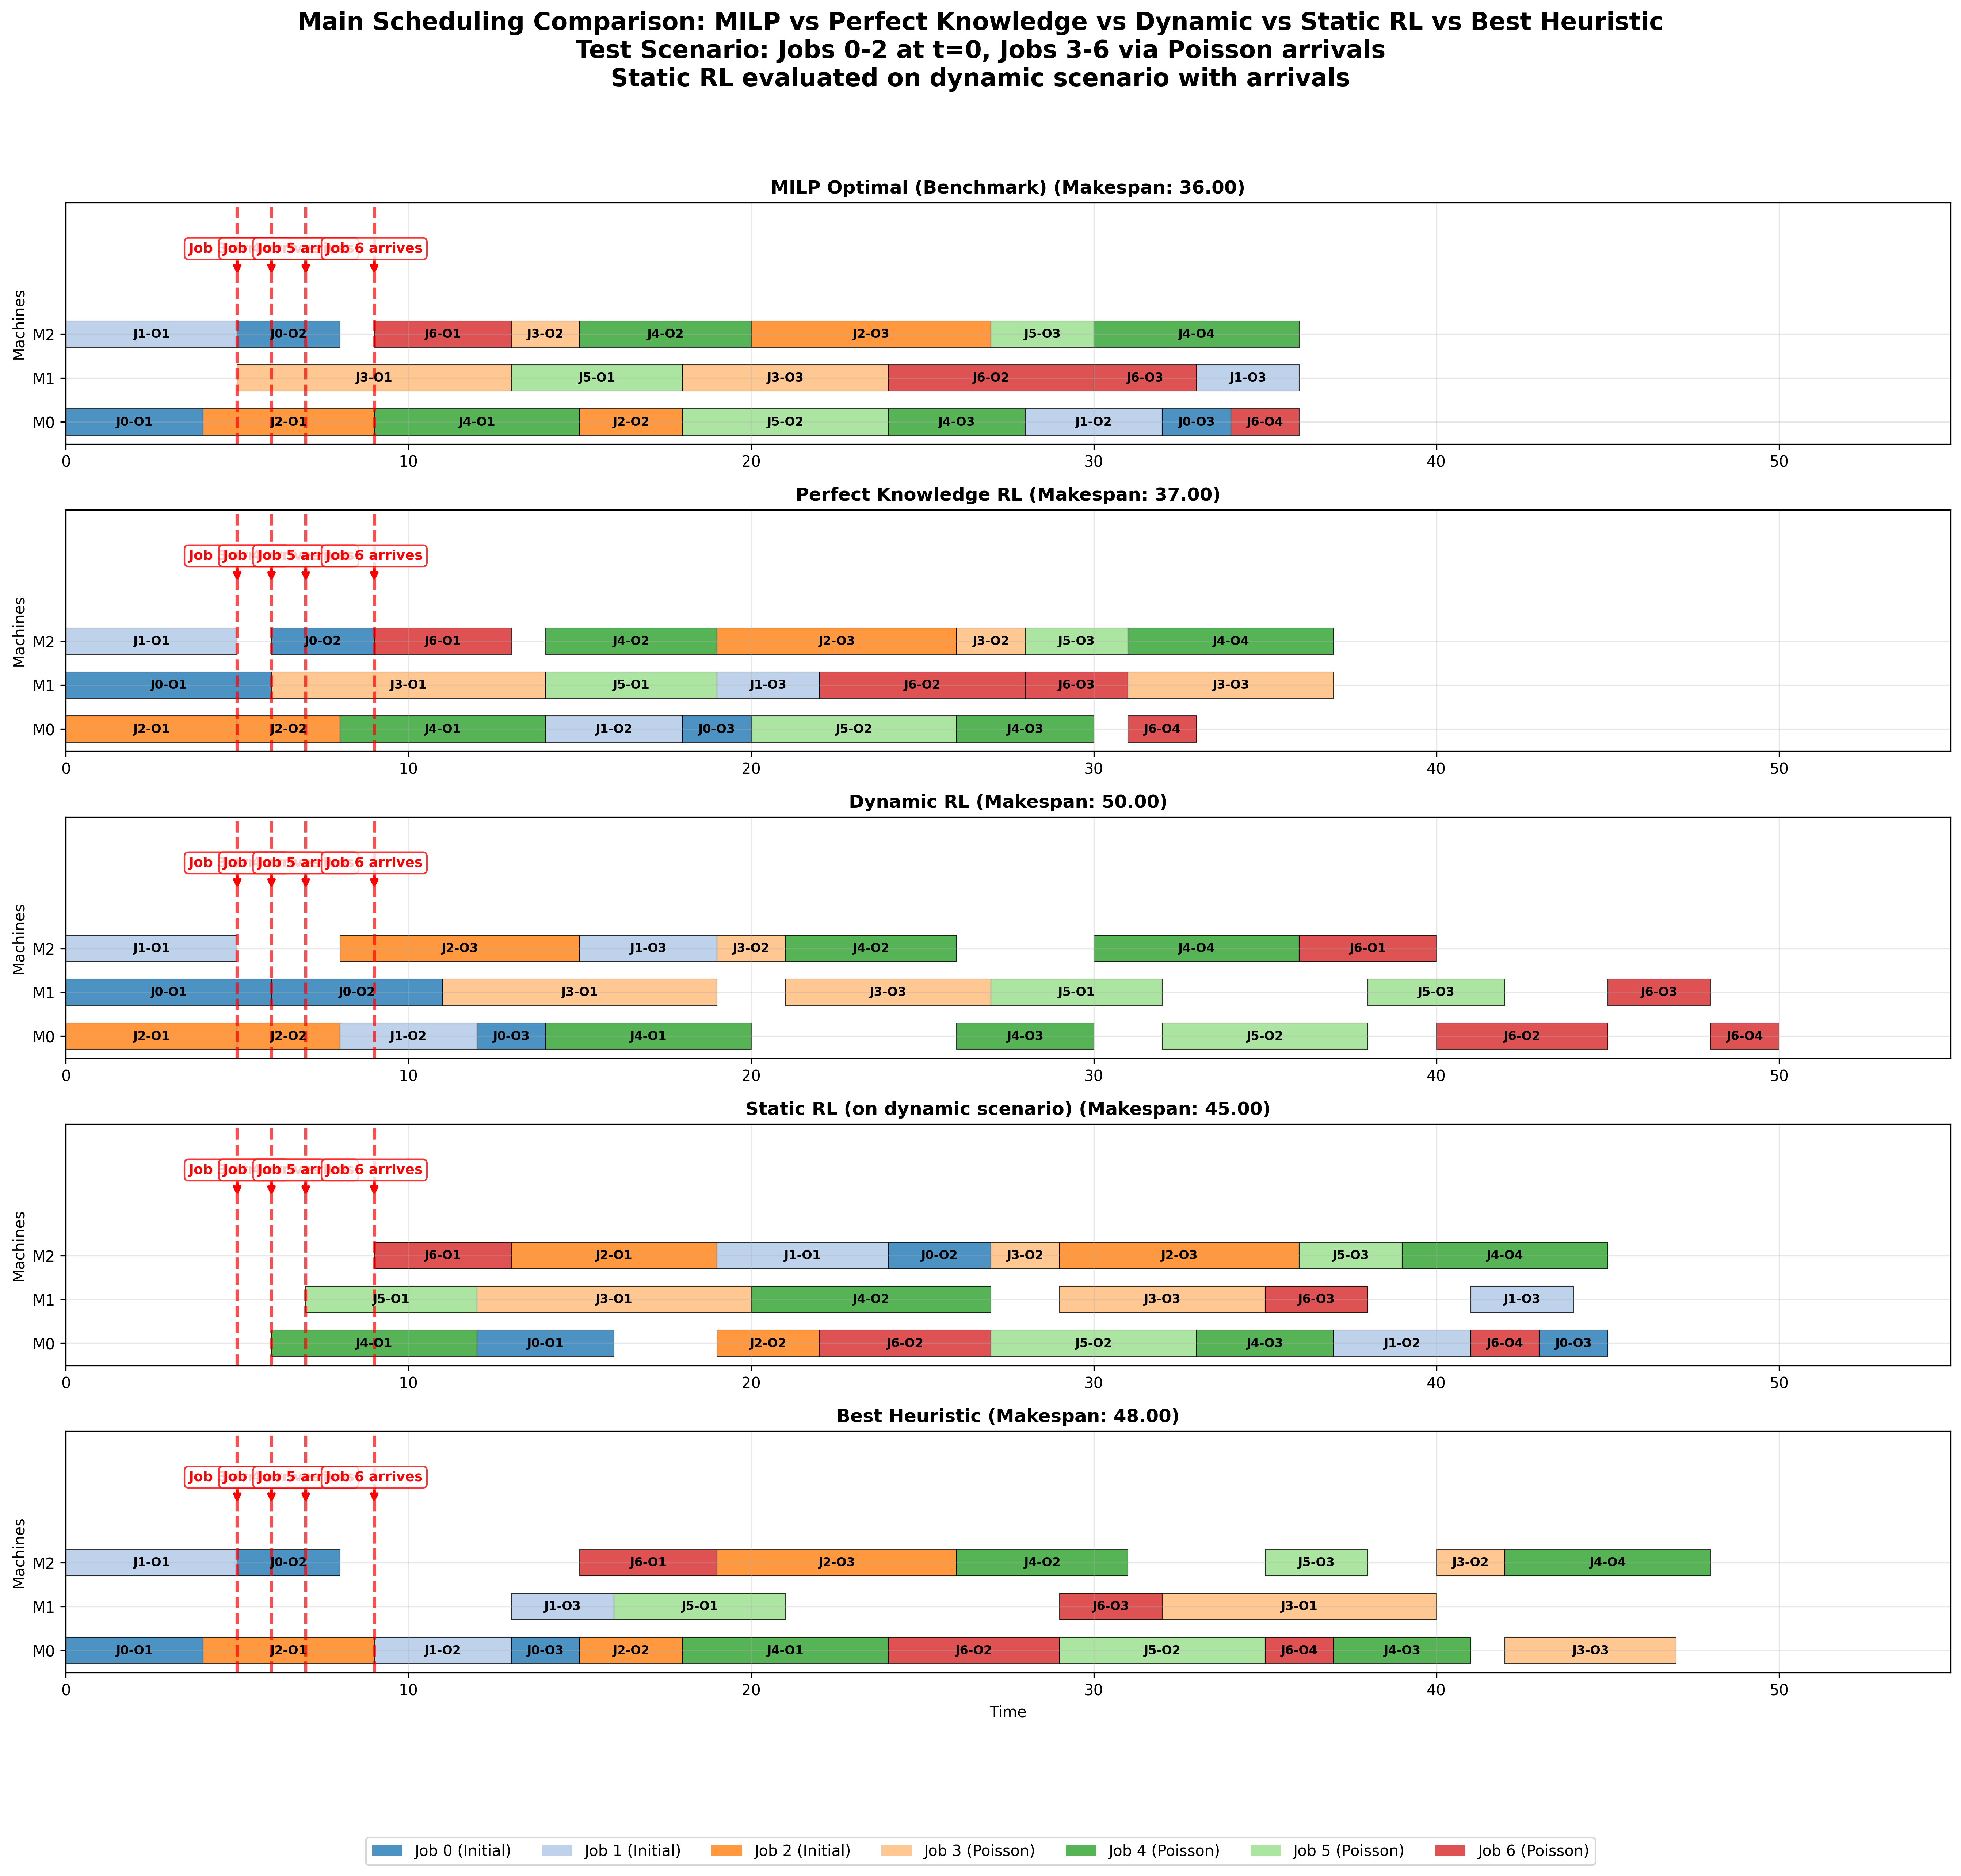 Main Scheduling Comparison: MILP vs Perfect Knowledge vs Dynamic vs Static RL vs Best Heuristic
Test Scenario: Jobs 0-2 at t=0, Jobs 3-6 via Poisson arrivals
Static RL evaluated on dynamic scenario with arrivals
MILP Optimal (Benchmark) (Makespan: 36.00)
Job Job Job 5 arr Job 6 arrives
Machines
M2 J1-O1 J0-O2 J6-O1 J3-O2 J4-O2 J2-O3 J5-O3 J4-O4
M1 J3-O1 J5-O1 J3-O3 J6-O2 J6-O3 J1-O3
M0 J0-O1 J2-O1 J4-O1 J2-O2 J5-O2 J4-O3 J1-O2 J0-O3 J6-O4
0 10 20 30 40 50
Perfect Knowledge RL (Makespan: 37.00)
Job Job Job 5 arr Job 6 arrives
Machines
M2 J1-O1 J0-O2 J6-O1 J4-O2 J2-O3 J3-O2 J5-O3 J4-O4
M1 J0-O1 J3-O1 J5-O1 J1-O3 J6-O2 J6-O3 J3-O3
M0 J2-O1 J2-O2 J4-O1 J1-O2 J0-O3 J5-O2 J4-O3 J6-O4
0 10 20 30 40 50
Dynamic RL (Makespan: 50.00)
Job Job Job 5 arr Job 6 arrives
Machines
M2 J1-O1 J2-O3 J1-O3 J3-O2 J4-O2 J4-O4 J6-O1
M1 J0-O1 J0-O2 J3-O1 J3-O3 J5-O1 J5-O3 J6-O3
M0 J2-O1 J2-O2 J1-O2 J0-O3 J4-O1 J4-O3 J5-O2 J6-O2 J6-O4
0 10 20 30 40 50
Static RL (on dynamic scenario) (Makespan: 45.00)
Job Job Job 5 arr Job 6 arrives
Machines
M2 J6-O1 J2-O1 J1-O1 J0-O2 J3-O2 J2-O3 J5-O3 J4-O4
M1 J5-O1 J3-O1 J4-O2 J3-O3 J6-O3 J1-O3
M0 J4-O1 J0-O1 J2-O2 J6-O2 J5-O2 J4-O3 J1-O2 J6-O4 J0-O3
0 10 20 30 40 50
Best Heuristic (Makespan: 48.00)
Job Job Job 5 arr Job 6 arrives
Machines
M2 J1-O1 J0-O2 J6-O1 J2-O3 J4-O2 J5-O3 J3-O2 J4-O4
M1 J1-O3 J5-O1 J6-O3 J3-O1
M0 J0-O1 J2-O1 J1-O2 J0-O3 J2-O2 J4-O1 J6-O2 J5-O2 J6-O4 J4-O3 J3-O3
0 10 20 30 40 50
Time
Job 0 (Initial) Job 1 (Initial) Job 2 (Initial) Job 3 (Poisson) Job 4 (Poisson) Job 5 (Poisson) Job 6 (Poisson)